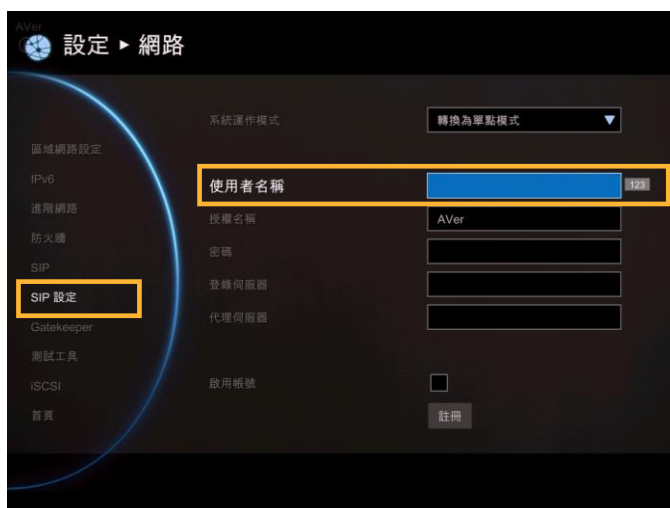 AVer
設定 ▸ 網路
系統運作模式 轉換為單點模式
區域網路設定
IPv6
使用者名稱 123
進階網路
授權名稱 AVer
防火牆
密碼
SIP
登錄伺服器
SIP 設定
代理伺服器
Gatekeeper
測試工具
iSCSI
啟用帳號
首頁
註冊